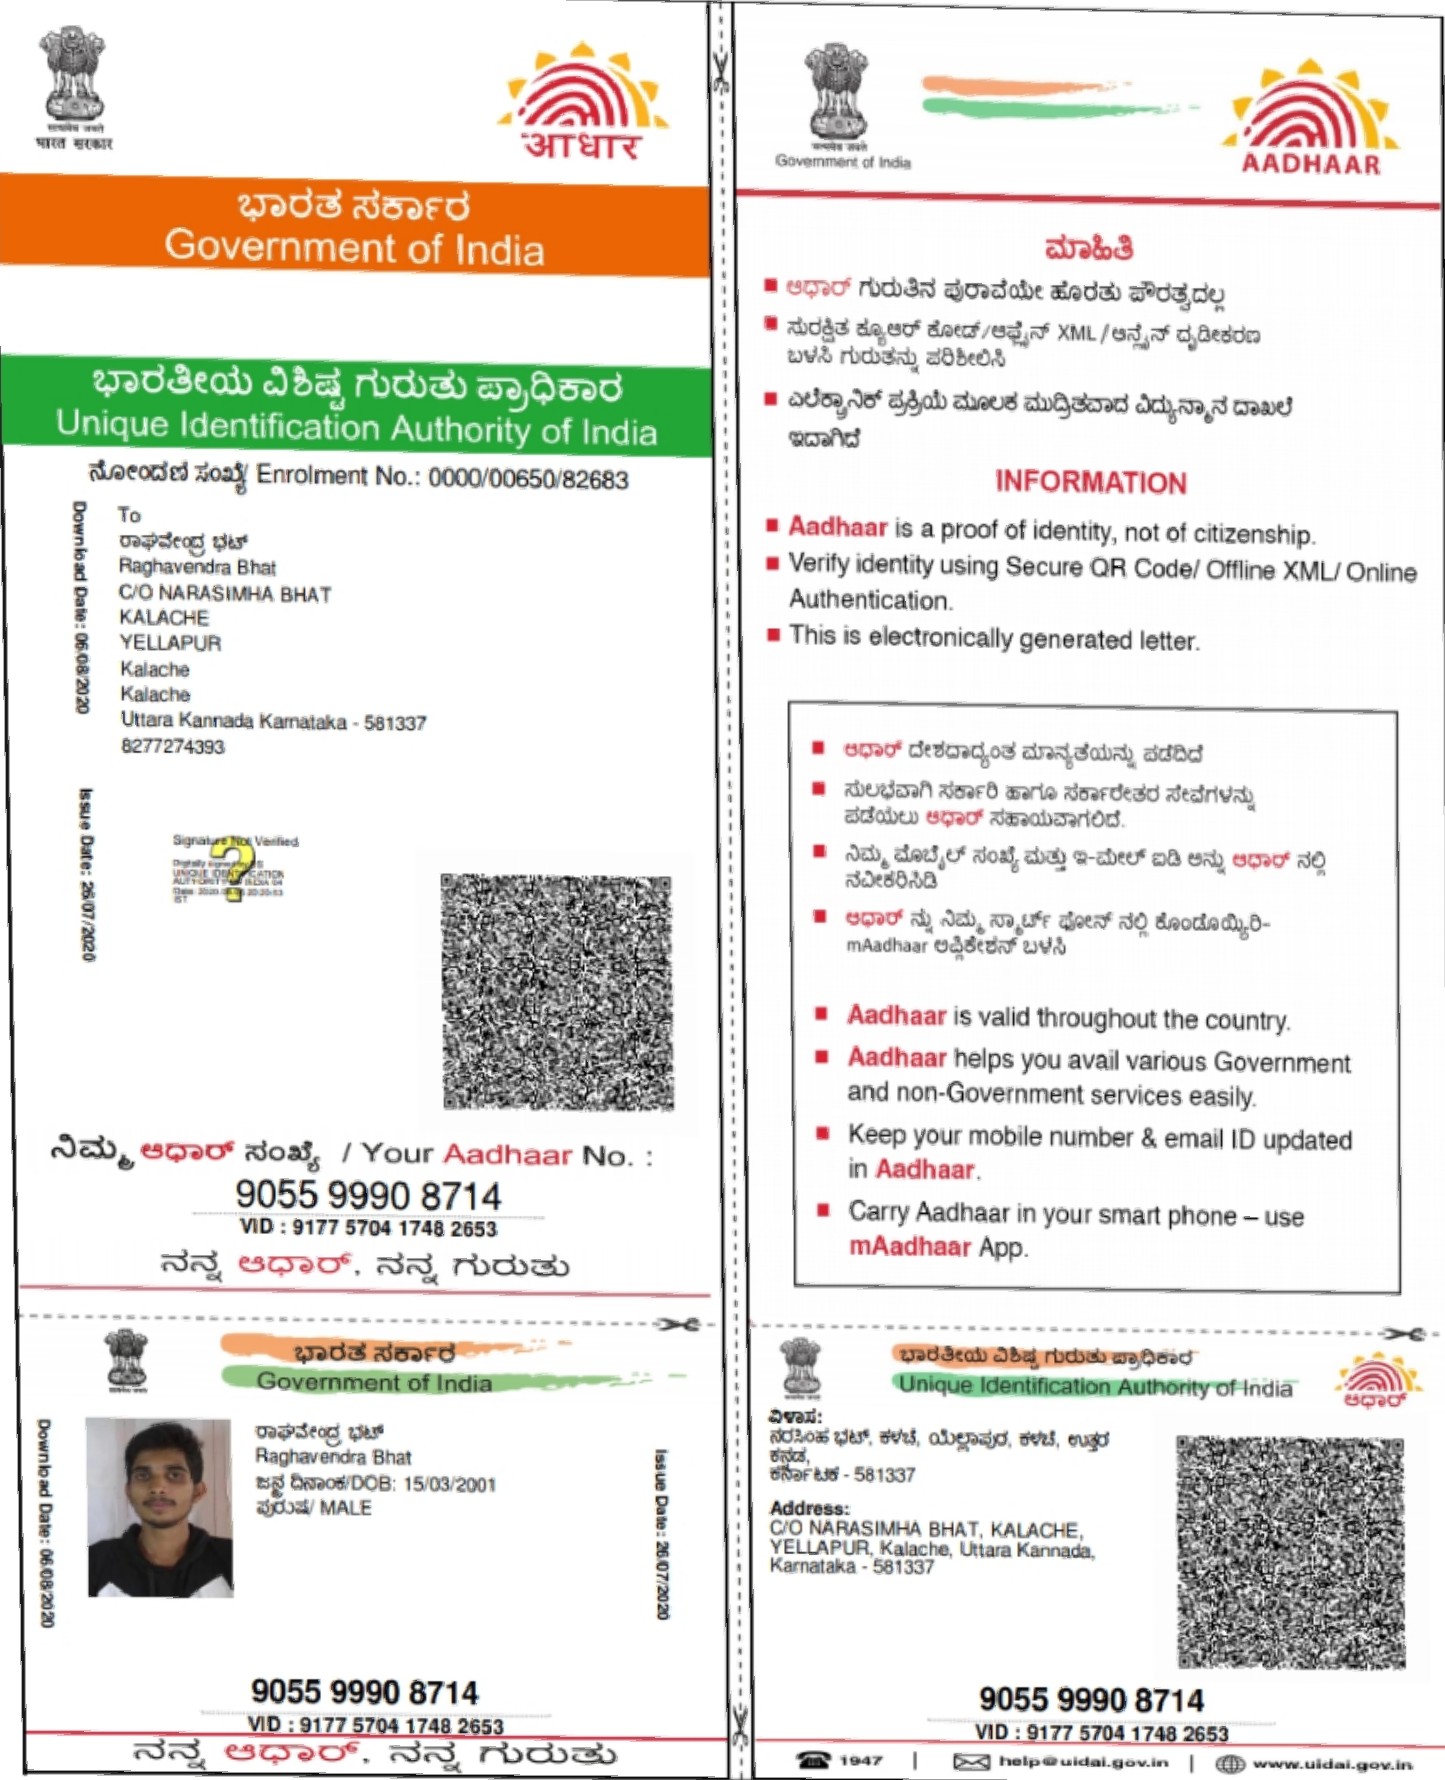 सत्यमेव जयते
भारत सरकार
आधार
ಭಾರತ ಸರ್ಕಾರ
Government of India
ಭಾರತೀಯ ವಿಶಿಷ್ಟ ಗುರುತು ಪ್ರಾಧಿಕಾರ
Unique Identification Authority of India
ನೋಂದಣಿ ಸಂಖ್ಯೆ/ Enrolment No.: 0000/00650/82683
Download Date: 06/08/2020
To
ರಾಘವೇಂದ್ರ ಭಟ್
Raghavendra Bhat
C/O NARASIMHA BHAT
KALACHE
YELLAPUR
Kalache
Kalache
Uttara Kannada Karnataka - 581337
8277274393
Issue Date: 26/07/2020
Signature Not Verified
Digitally signed by DS
UNIQUE IDENTIFICATION
AUTHORITY OF INDIA 04
IST
ನಿಮ್ಮ ಆಧಾರ್ ಸಂಖ್ಯೆ / Your Aadhaar No. :
9055 9990 8714
VID : 9177 5704 1748 2653
ನನ್ನ ಆಧಾರ್, ನನ್ನ ಗುರುತು
सत्यमेव जयते
ಭಾರತ ಸರ್ಕಾರ
Government of India
Download Date: 06/08/2020
ರಾಘವೇಂದ್ರ ಭಟ್
Raghavendra Bhat
ಜನ್ಮ ದಿನಾಂಕ/DOB: 15/03/2001
ಪುರುಷ/ MALE
Issue Date: 26/07/2020
9055 9990 8714
VID : 9177 5704 1748 2653
ನನ್ನ ಆಧಾರ್, ನನ್ನ ಗುರುತು
सत्यमेव जयते
Government of India
AADHAAR
ಮಾಹಿತಿ
ಆಧಾರ್ ಗುರುತಿನ ಪುರಾವೆಯೇ ಹೊರತು ಪೌರತ್ವದಲ್ಲ
ಸುರಕ್ಷಿತ ಕ್ಯೂಆರ್ ಕೋಡ್/ಆಫ್ಲೈನ್ XML /ಆನ್ಲೈನ್ ದೃಡೀಕರಣ
ಬಳಸಿ ಗುರುತನ್ನು ಪರಿಶೀಲಿಸಿ
ಎಲೆಕ್ಟ್ರಾನಿಕ್ ಪ್ರಕ್ರಿಯೆ ಮೂಲಕ ಮುದ್ರಿತವಾದ ವಿದ್ಯುನ್ಮಾನ ದಾಖಲೆ
ಇದಾಗಿದೆ
INFORMATION
Aadhaar is a proof of identity, not of citizenship.
Verify identity using Secure QR Code/ Offline XML/ Online
Authentication.
This is electronically generated letter.
ಆಧಾರ್ ದೇಶದಾದ್ಯಂತ ಮಾನ್ಯತೆಯನ್ನು ಪಡೆದಿದೆ
ಸುಲಭವಾಗಿ ಸರ್ಕಾರಿ ಹಾಗೂ ಸರ್ಕಾರೇತರ ಸೇವೆಗಳನ್ನು
ಪಡೆಯಲು ಆಧಾರ್ ಸಹಾಯವಾಗಲಿದೆ.
ನಿಮ್ಮ ಮೊಬೈಲ್ ಸಂಖ್ಯೆ ಮತ್ತು ಇ-ಮೇಲ್ ಐಡಿ ಅನ್ನು ಆಧಾರ್ ನಲ್ಲಿ
ನವೀಕರಿಸಿಡಿ
ಆಧಾರ್ ನ್ನು ನಿಮ್ಮ ಸ್ಮಾರ್ಟ್ ಫೋನ್ ನಲ್ಲಿ ಕೊಂಡೊಯ್ಯಿರಿ-
mAadhaar ಅಪ್ಲಿಕೇಶನ್ ಬಳಸಿ
Aadhaar is valid throughout the country.
Aadhaar helps you avail various Government
and non-Government services easily.
Keep your mobile number & email ID updated
in Aadhaar.
Carry Aadhaar in your smart phone – use
mAadhaar App.
ಭಾರತೀಯ ವಿಶಿಷ್ಟ ಗುರುತು ಪ್ರಾಧಿಕಾರ
Unique Identification Authority of India
ಆಧಾರ್
ವಿಳಾಸ:
ನರಸಿಂಹ ಭಟ್, ಕಳಚೆ, ಯೆಲ್ಲಾಪುರ, ಕಳಚೆ, ಉತ್ತರ
ಕನ್ನಡ,
ಕರ್ನಾಟಕ - 581337
Address:
C/O NARASIMHA BHAT, KALACHE,
YELLAPUR, Kalache, Uttara Kannada,
Karnataka - 581337
9055 9990 8714
VID : 9177 5704 1748 2653
1947 | help@uidai.gov.in | www.uidai.gov.in